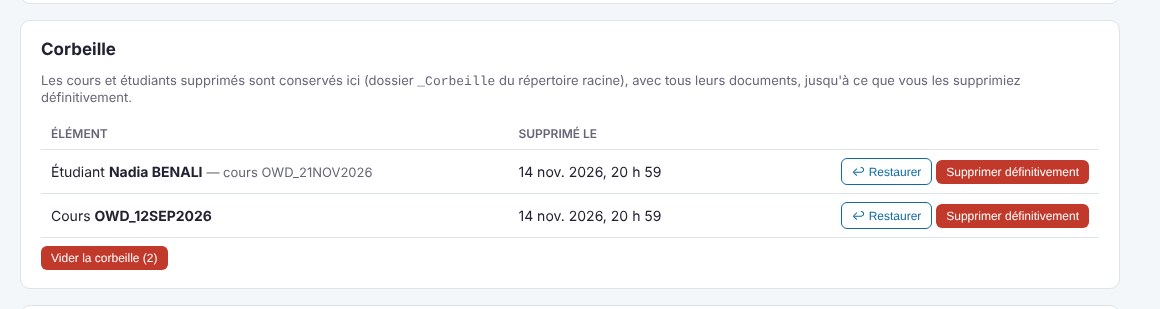 Corbeille
Les cours et étudiants supprimés sont conservés ici (dossier _Corbeille du répertoire racine), avec tous leurs documents, jusqu'à ce que vous les supprimiez
définitivement.
ÉLÉMENT SUPPRIMÉ LE
Étudiant Nadia BENALI — cours OWD_21NOV2026 14 nov. 2026, 20 h 59 ↩ Restaurer Supprimer définitivement
Cours OWD_12SEP2026 14 nov. 2026, 20 h 59 ↩ Restaurer Supprimer définitivement
Vider la corbeille (2)